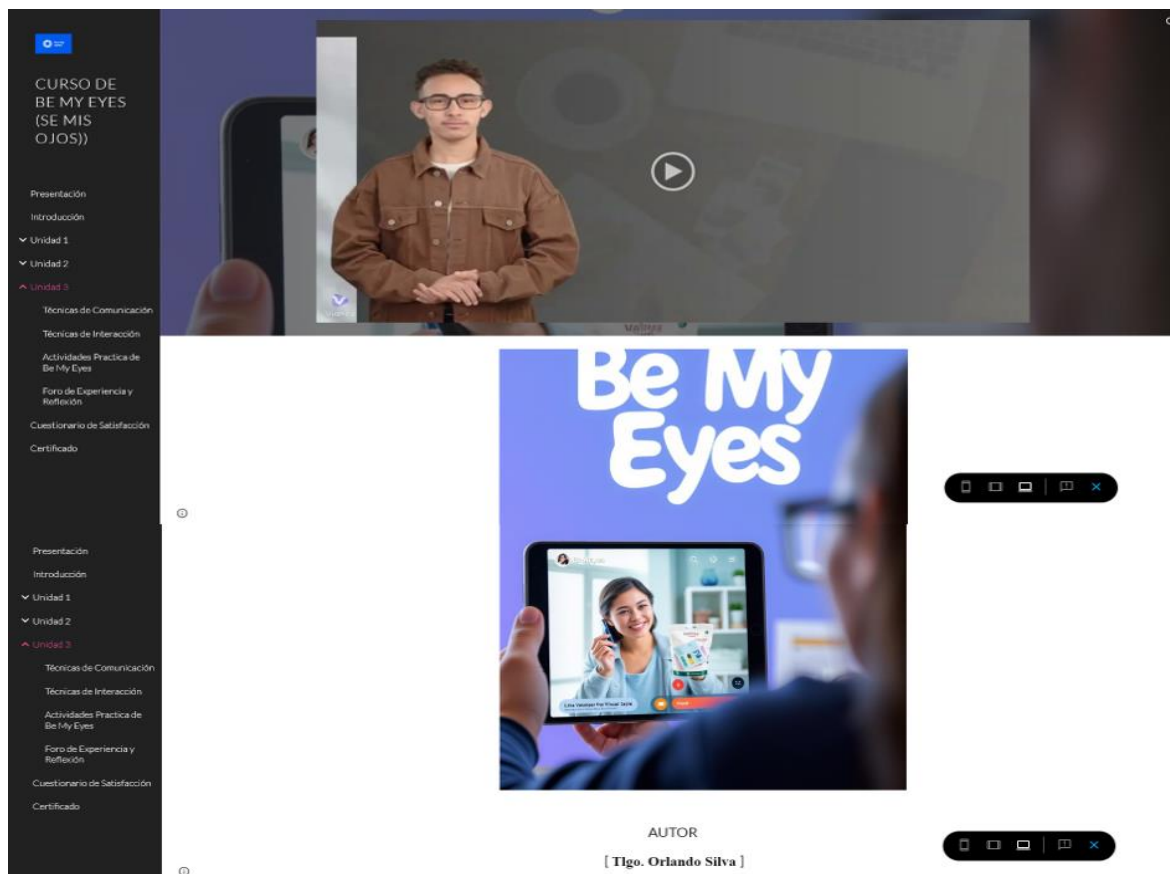 CURSO DE
BE MY EYES
(SE MIS
OJOS))
Presentación
Introducción
Unidad 1
Unidad 2
Unidad 3
Técnicas de Comunicación
Técnicas de Interacción
Actividades Practica de
Be My Eyes
Foro de Experiencia y
Reflexión
Cuestionario de Satisfacción
Certificado
Be My
Eyes
Presentación
Introducción
Unidad 1
Unidad 2
Unidad 3
Técnicas de Comunicación
Técnicas de Interacción
Actividades Practica de
Be My Eyes
Foro de Experiencia y
Reflexión
Cuestionario de Satisfacción
Certificado
AUTOR
[ Tlgo. Orlando Silva ]